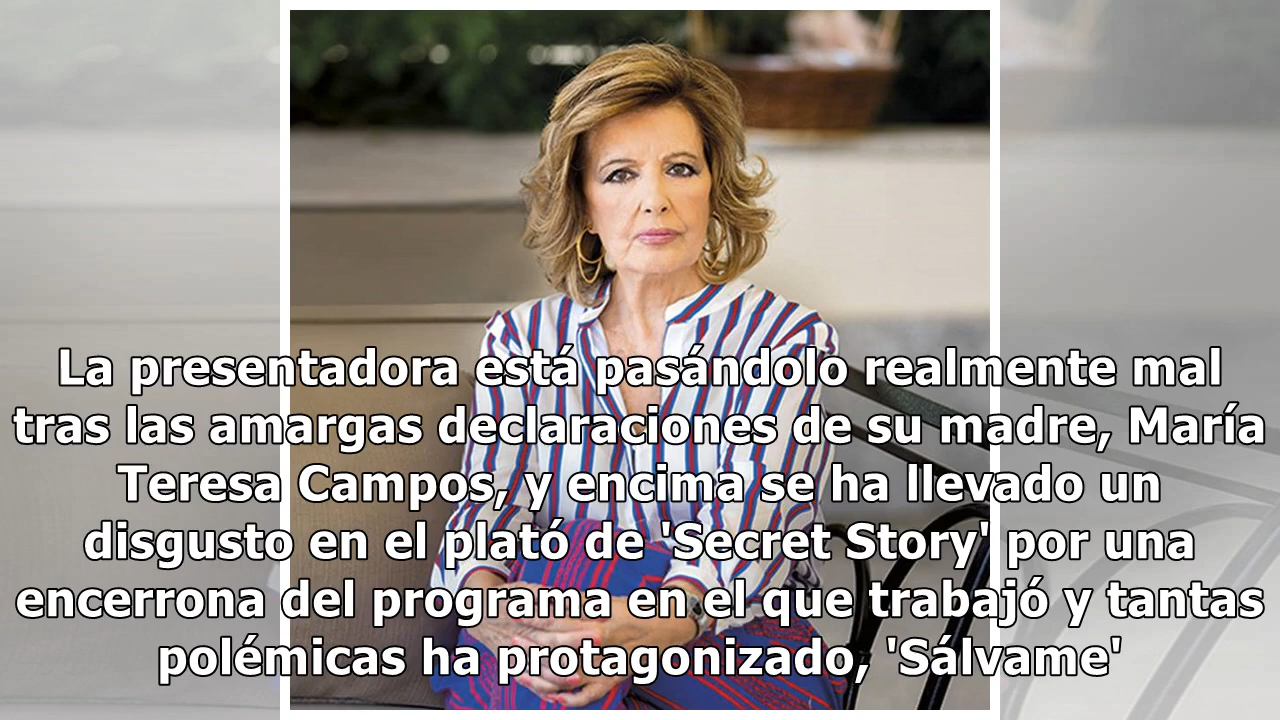 La presentadora está pasándolo realmente mal
tras las amargas declaraciones de su madre, María
Teresa Campos, y encima se ha llevado un
disgusto en el plató de 'Secret Story' por una
encerrona del programa en el que trabajó y tantas
polémicas ha protagonizado, 'Sálvame'